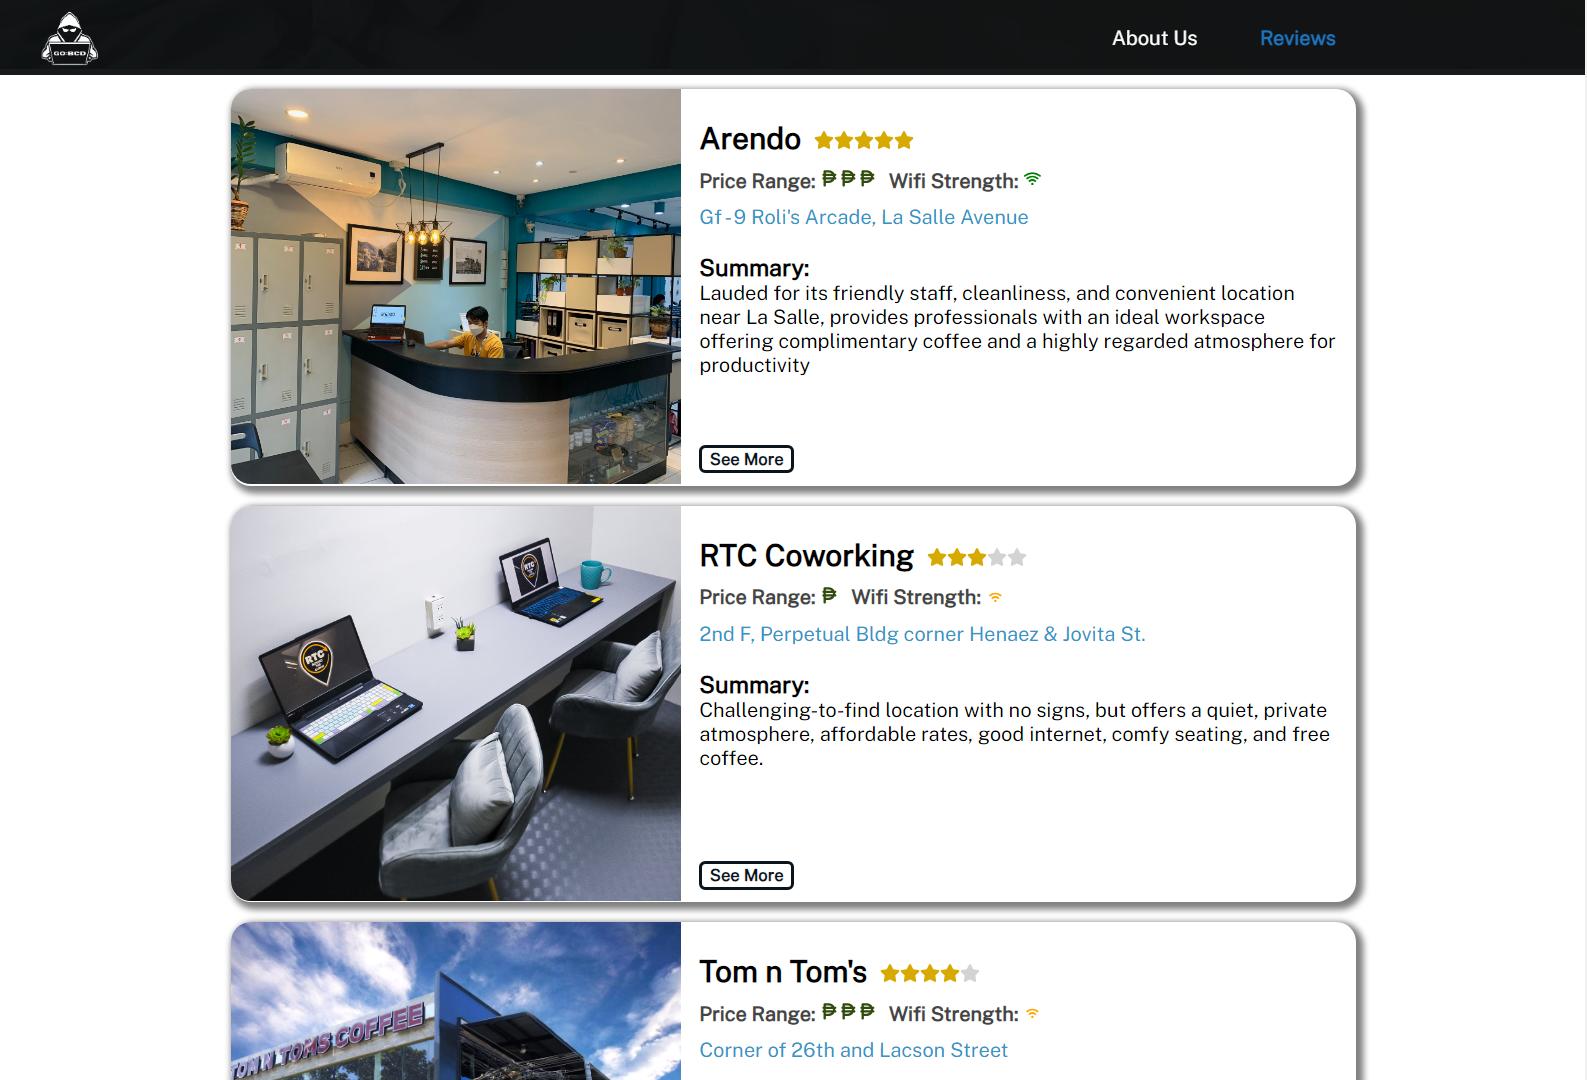 GO:BCD
About Us
Reviews
Arendo
Price Range: ₱ ₱ ₱ Wifi Strength:
Gf - 9 Roli's Arcade, La Salle Avenue
Summary:
Lauded for its friendly staff, cleanliness, and convenient location
near La Salle, provides professionals with an ideal workspace
offering complimentary coffee and a highly regarded atmosphere for
productivity
See More
RTC
RTC
RTC Coworking
Price Range: ₱ Wifi Strength:
2nd F, Perpetual Bldg corner Henaez & Jovita St.
Summary:
Challenging-to-find location with no signs, but offers a quiet, private
atmosphere, affordable rates, good internet, comfy seating, and free
coffee.
See More
TOM N TOMS COFFEE
Tom n Tom's
Price Range: ₱ ₱ ₱ Wifi Strength:
Corner of 26th and Lacson Street